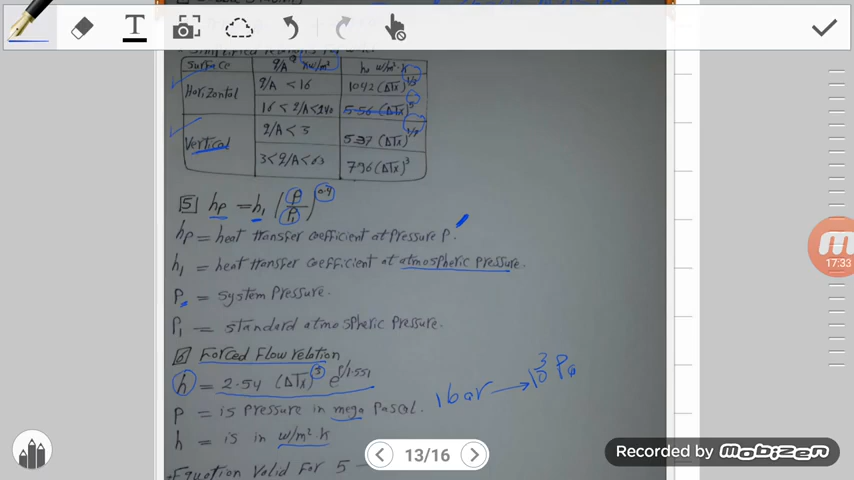 T
Surface
q/A kw/m²
h w/m²·k
Horizontal
q/A < 16
1042 (ΔTx)^1/3
16 < q/A < 240
5.56 (ΔTx)^3
Vertical
q/A < 3
537 (ΔTx)^1/7
3 < q/A < 63
796 (ΔTx)^3
5 hp = h1 (P/P1)^0.4
hp = heat transfer coefficient at pressure P.
h1 = heat transfer coefficient at atmospheric pressure.
P = system pressure.
P1 = standard atmospheric pressure.
6 Forced Flow relation
h = 2.54 (ΔTx)^3 e^P/1.551
1bar → 10^3 Pa
P = is pressure in mega Pascal.
h = is in w/m²·k
Equation valid for 5
13/16
17:33
Recorded by mobizen